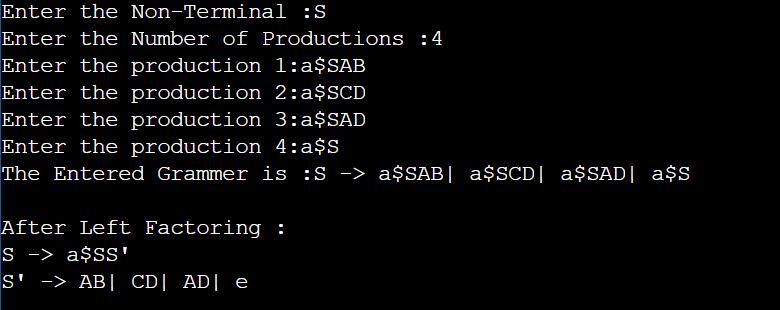 Enter the Non-Terminal :S
Enter the Number of Productions :4
Enter the production 1:a$SAB
Enter the production 2:a$SCD
Enter the production 3:a$SAD
Enter the production 4:a$S
The Entered Grammer is :S -> a$SAB| a$SCD| a$SAD| a$S
After Left Factoring :
S -> a$SS'
S' -> AB| CD| AD| e